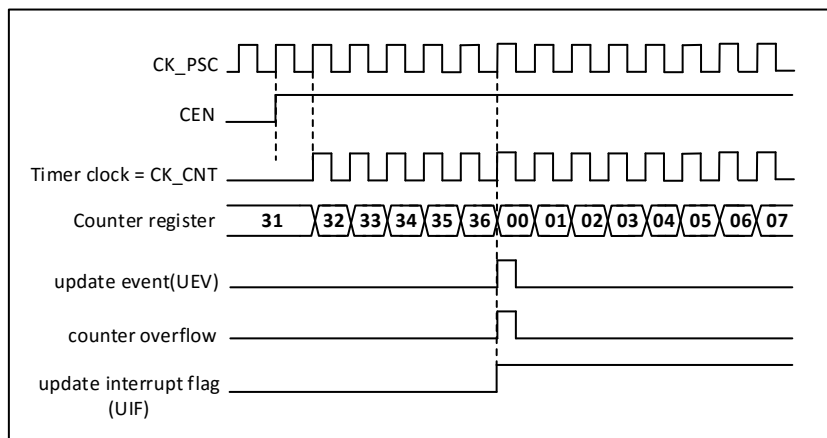 CK_PSC
CEN
Timer clock = CK_CNT
Counter register 31 32 33 34 35 36 00 01 02 03 04 05 06 07
update event(UEV)
counter overflow
update interrupt flag
(UIF)